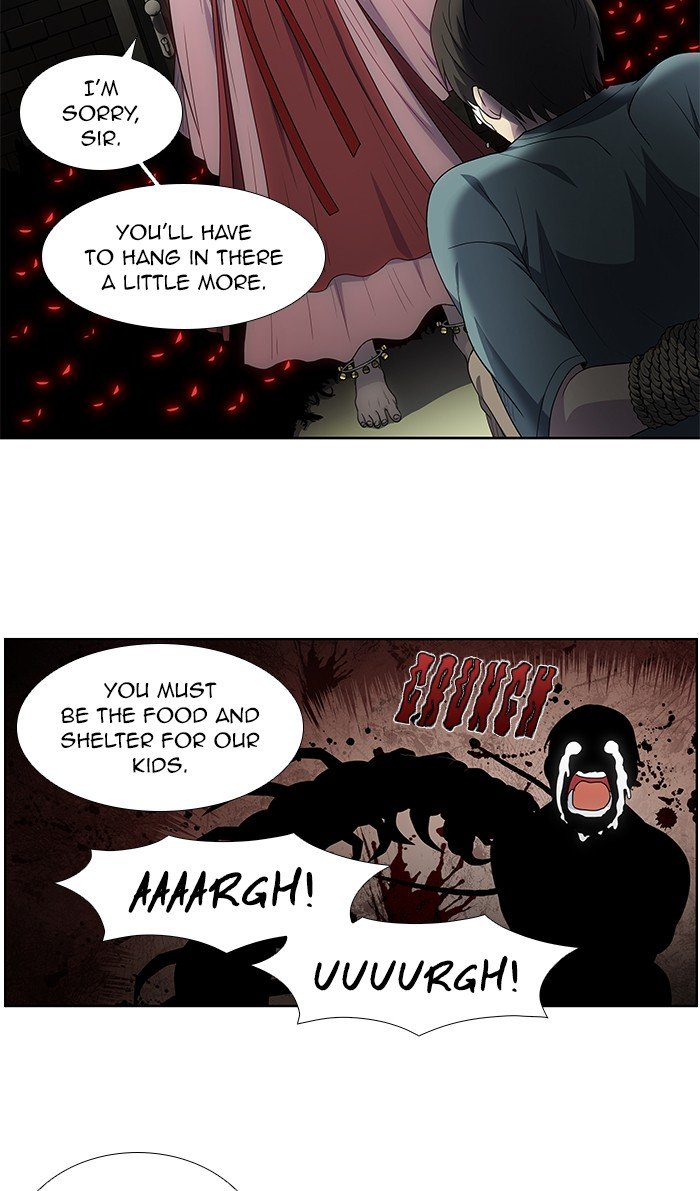 I'M
SORRY,
SIR.
YOU'LL HAVE
TO HANG IN THERE
A LITTLE MORE.
YOU MUST
BE THE FOOD AND
SHELTER FOR OUR
KIDS.
CRUNCH
AAAARGH!
UUUURGH!